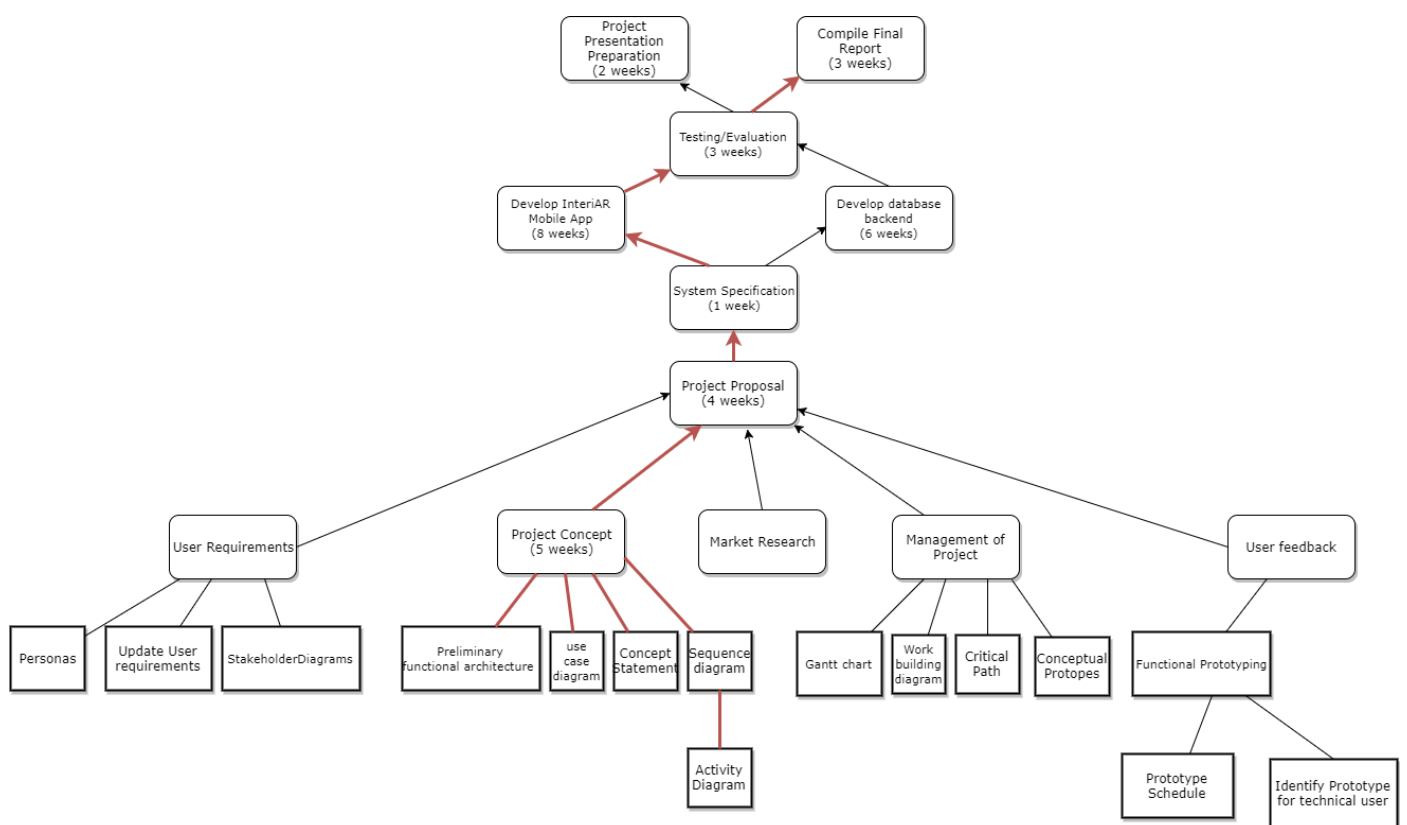 Project
Presentation
Preparation
(2 weeks)
Compile Final
Report
(3 weeks)
Testing/Evaluation
(3 weeks)
Develop InteriAR
Mobile App
(8 weeks)
Develop database
backend
(6 weeks)
System Specification
(1 week)
Project Proposal
(4 weeks)
User Requirements
Project Concept
(5 weeks)
Market Research
Management of
Project
User feedback
Personas
Update User
requirements
StakeholderDiagrams
Preliminary
functional architecture
use
case
diagram
Concept
Statement
Sequence
diagram
Gantt chart
Work
building
diagram
Critical
Path
Conceptual
Protopes
Functional Prototyping
Activity
Diagram
Prototype
Schedule
Identify Prototype
for technical user